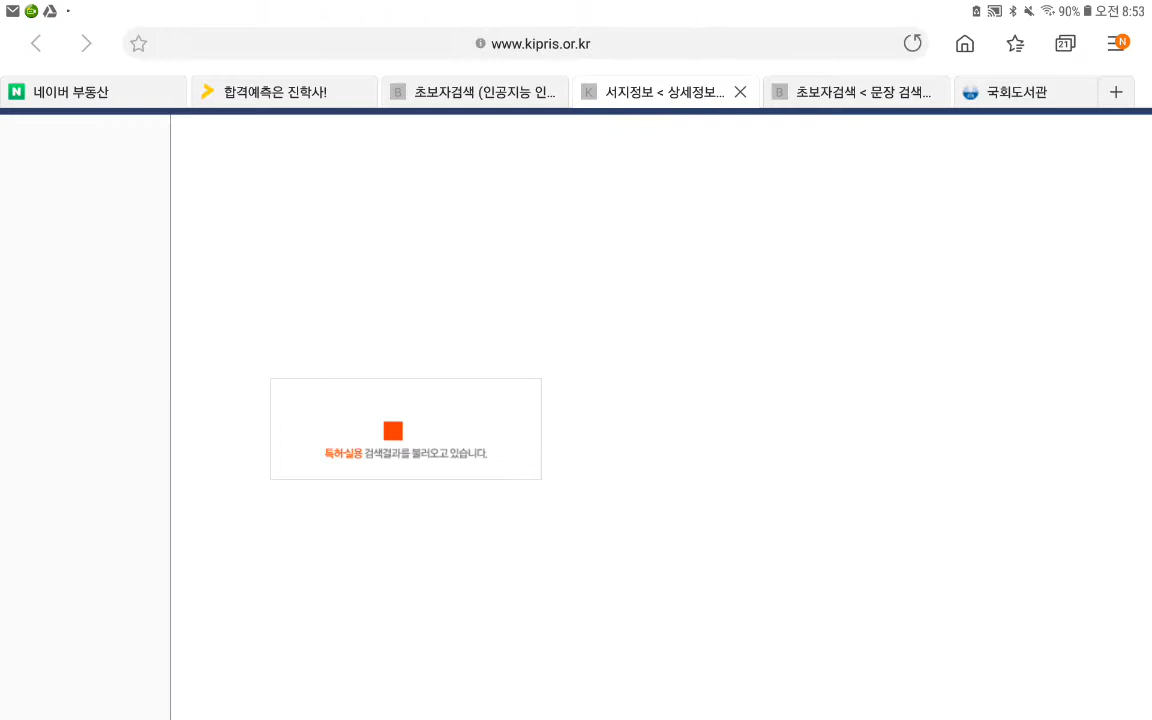 90% 오전 8:53
www.kipris.or.kr
21
N
N 네이버 부동산
합격예측은 진학사!
B 초보자검색 (인공지능 인...
K 서지정보 < 상세정보...
B 초보자검색 < 문장 검색...
국회도서관
특허·실용 검색결과를 불러오고 있습니다.